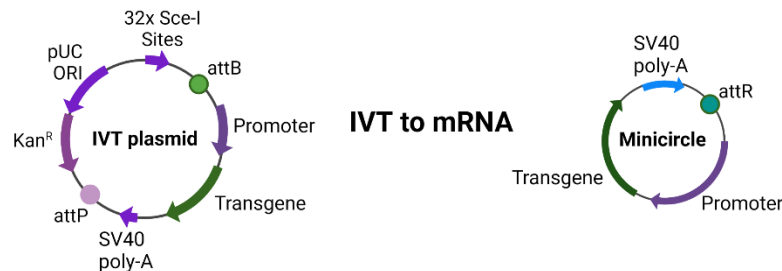 32x Sce-I
Sites
pUC
ORI
attB
Kanᴿ
IVT plasmid
Promoter
attP
Transgene
SV40
poly-A
IVT to mRNA
SV40
poly-A
attR
Minicircle
Transgene
Promoter